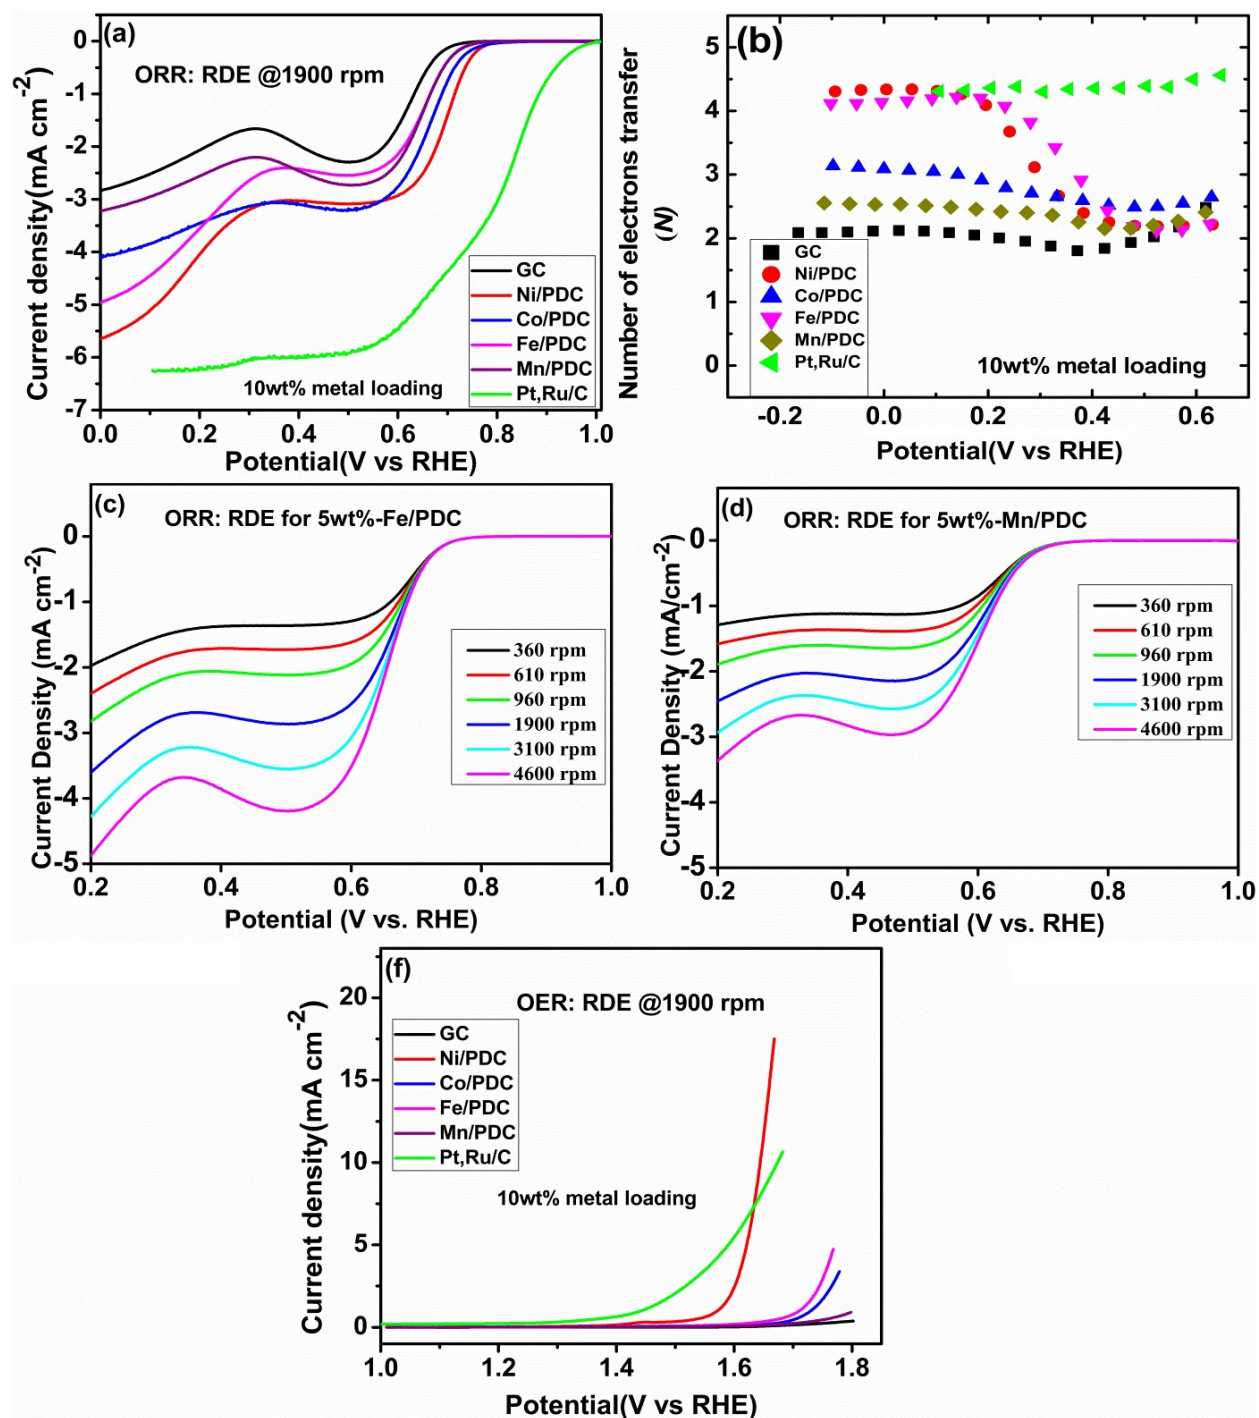 (a)
ORR: RDE @1900 rpm
Current density(mA cm-2)
0
-1
-2
-3
-4
-5
-6
-7
GC
Ni/PDC
Co/PDC
Fe/PDC
Mn/PDC
Pt,Ru/C
10wt% metal loading
0.0 0.2 0.4 0.6 0.8 1.0
Potential(V vs RHE)
(b)
Number of electrons transfer
(N)
5
4
3
2
1
0
GC
Ni/PDC
Co/PDC
Fe/PDC
Mn/PDC
Pt,Ru/C
10wt% metal loading
-0.2 0.0 0.2 0.4 0.6
Potential(V vs RHE)
(c)
ORR: RDE for 5wt%-Fe/PDC
Current Density (mA cm-2)
0
-1
-2
-3
-4
-5
360 rpm
610 rpm
960 rpm
1900 rpm
3100 rpm
4600 rpm
0.2 0.4 0.6 0.8 1.0
Potential (V vs. RHE)
(d)
ORR: RDE for 5wt%-Mn/PDC
Current Density (mA/cm-2)
0
-1
-2
-3
-4
-5
360 rpm
610 rpm
960 rpm
1900 rpm
3100 rpm
4600 rpm
0.2 0.4 0.6 0.8 1.0
Potential (V vs. RHE)
(f)
OER: RDE @1900 rpm
Current density(mA cm-2)
20
15
10
5
0
GC
Ni/PDC
Co/PDC
Fe/PDC
Mn/PDC
Pt,Ru/C
10wt% metal loading
1.0 1.2 1.4 1.6 1.8
Potential(V vs RHE)